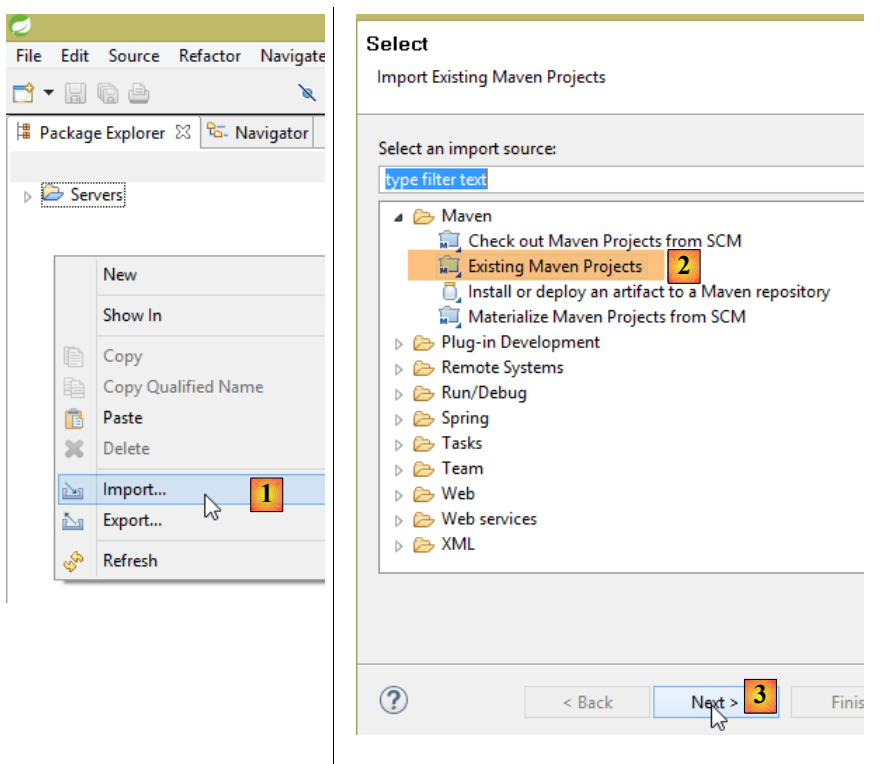 File Edit Source Refactor Navigate
Package Explorer Navigator
Servers
New
Show In
Copy
Copy Qualified Name
Paste
Delete
Import... 1
Export...
Refresh
Select
Import Existing Maven Projects
Select an import source:
type filter text
Maven
Check out Maven Projects from SCM
Existing Maven Projects 2
Install or deploy an artifact to a Maven repository
Materialize Maven Projects from SCM
Plug-in Development
Remote Systems
Run/Debug
Spring
Tasks
Team
Web
Web services
XML
? < Back Next > 3 Finis